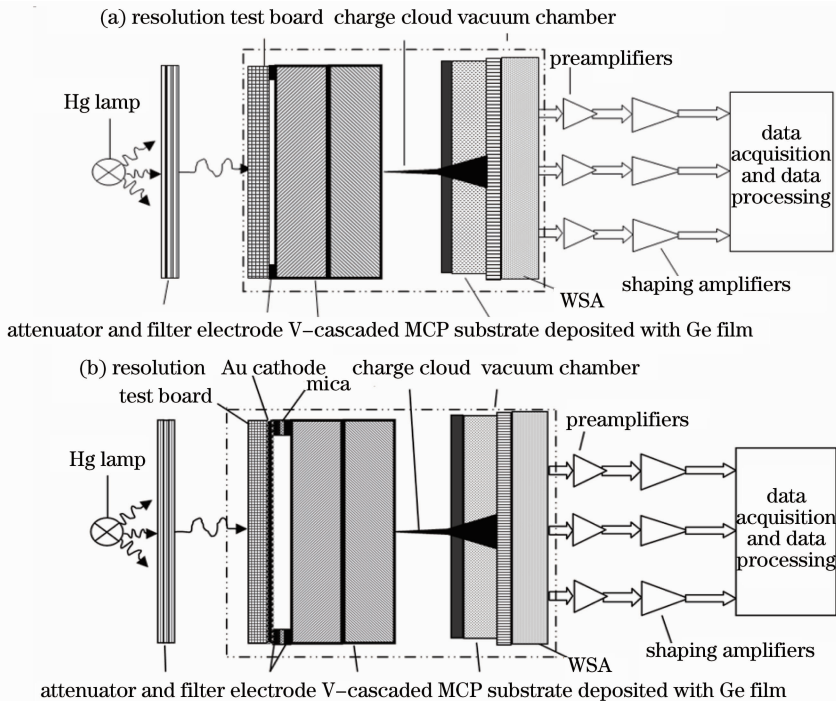 (a) resolution test board charge cloud vacuum chamber
preamplifiers
Hg lamp
data
acquisition
and data
processing
shaping amplifiers
WSA
attenuator and filter electrode V-cascaded MCP substrate deposited with Ge film
(b) resolution Au cathode charge cloud vacuum chamber
test board
mica
preamplifiers
Hg lamp
data
acquisition
and data
processing
shaping amplifiers
WSA
attenuator and filter electrode V-cascaded MCP substrate deposited with Ge film